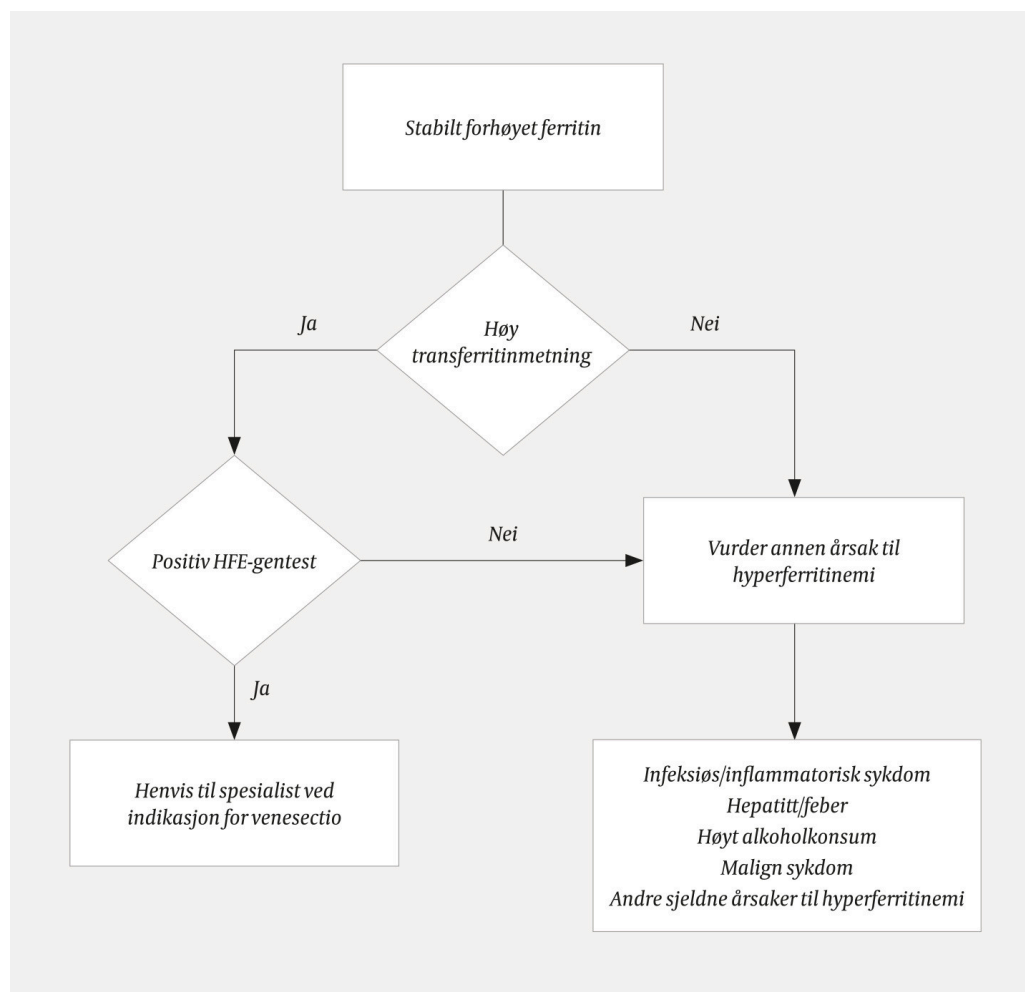 Stabilt forhøyet ferritin
Ja
Høy
transferritinmetning
Nei
Positiv HFE-gentest
Nei
Vurder annen årsak til
hyperferritinemi
Ja
Henvis til spesialist ved
indikasjon for venesectio
Infeksiøs/inflammatorisk sykdom
Hepatitt/feber
Høyt alkoholkonsum
Malign sykdom
Andre sjeldne årsaker til hyperferritinemi